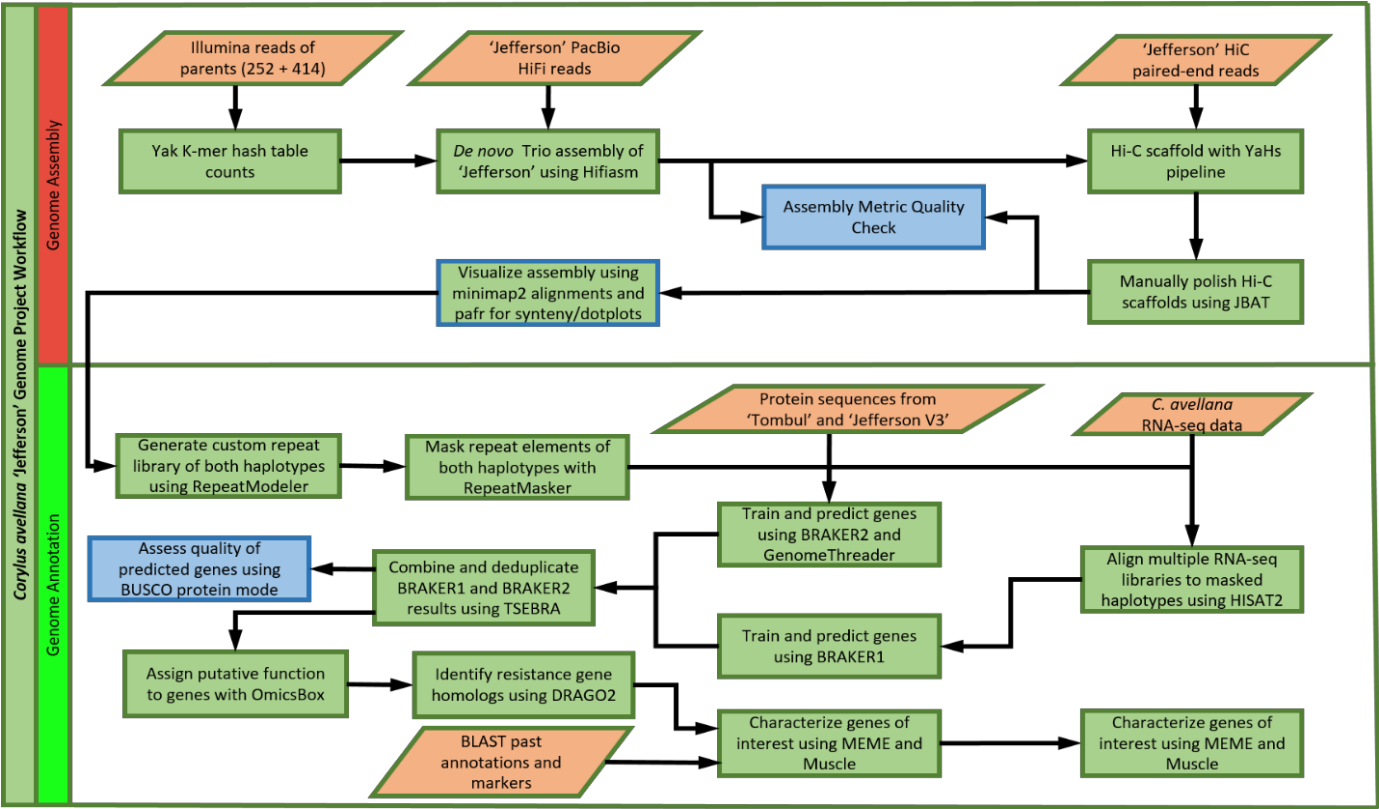 Corylus avellana ‘Jefferson’ Genome Project Workflow
Genome Assembly
Illumina reads of
parents (252 + 414)
‘Jefferson’ PacBio
HiFi reads
‘Jefferson’ HiC
paired-end reads
Yak K-mer hash table
counts
De novo Trio assembly of
‘Jefferson’ using Hifiasm
Hi-C scaffold with YaHs
pipeline
Assembly Metric Quality
Check
Visualize assembly using
minimap2 alignments and
pafr for synteny/dotplots
Manually polish Hi-C
scaffolds using JBAT
Genome Annotation
Protein sequences from
‘Tombul’ and ‘Jefferson V3’
C. avellana
RNA-seq data
Generate custom repeat
library of both haplotypes
using RepeatModeler
Mask repeat elements of
both haplotypes with
RepeatMasker
Train and predict genes
using BRAKER2 and
GenomeThreader
Assess quality of
predicted genes using
BUSCO protein mode
Combine and deduplicate
BRAKER1 and BRAKER2
results using TSEBRA
Align multiple RNA-seq
libraries to masked
haplotypes using HISAT2
Train and predict genes
using BRAKER1
Assign putative function
to genes with OmicsBox
Identify resistance gene
homologs using DRAGO2
BLAST past
annotations and
markers
Characterize genes of
interest using MEME and
Muscle
Characterize genes of
interest using MEME and
Muscle